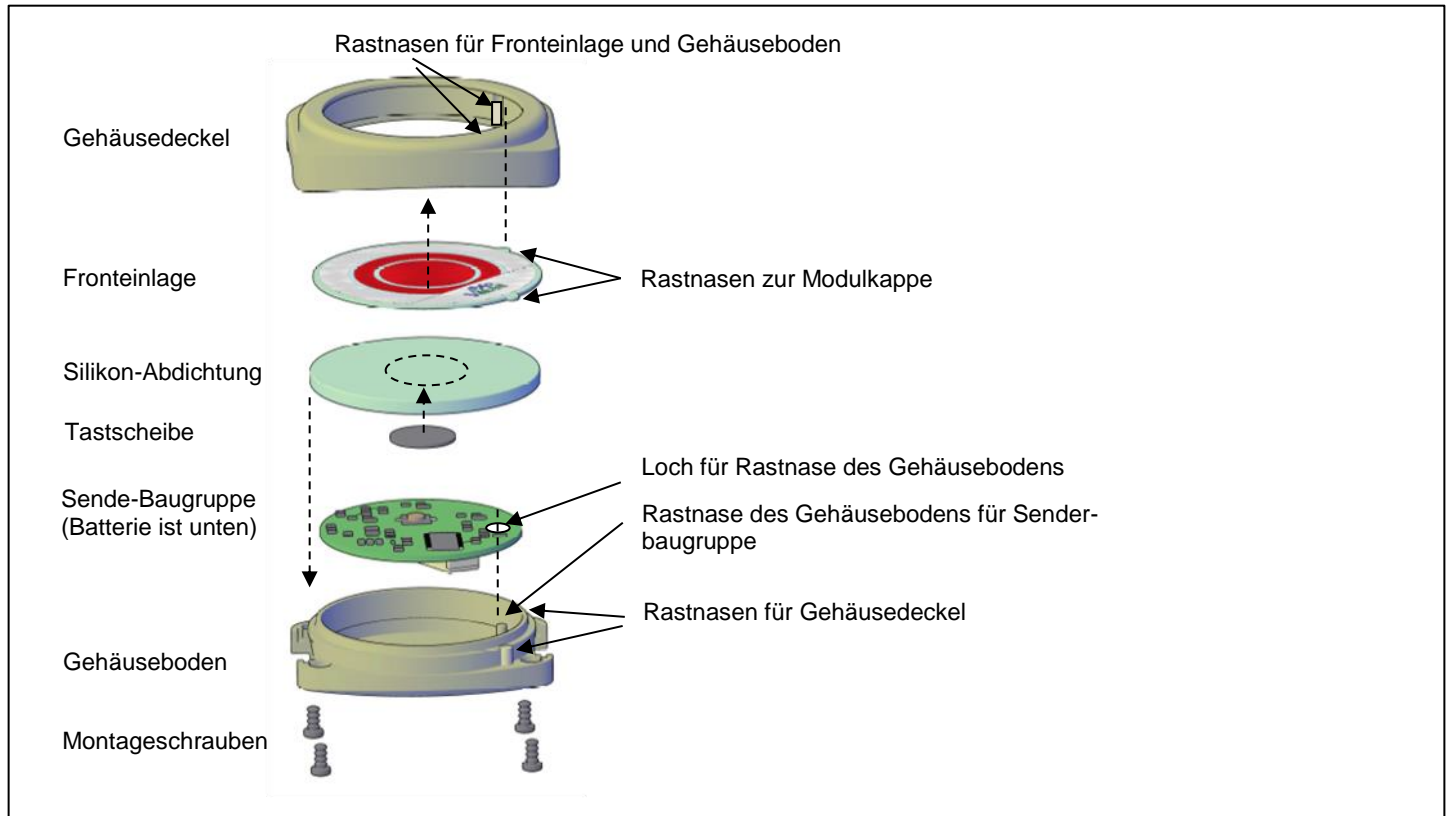 Rastnasen für Fronteinlage und Gehäuseboden
Gehäusedeckel
Fronteinlage
Rastnasen zur Modulkappe
Silikon-Abdichtung
Tastscheibe
Loch für Rastnase des Gehäusebodens
Sende-Baugruppe
(Batterie ist unten)
Rastnase des Gehäusebodens für Sender-
baugruppe
Rastnasen für Gehäusedeckel
Gehäuseboden
Montageschrauben